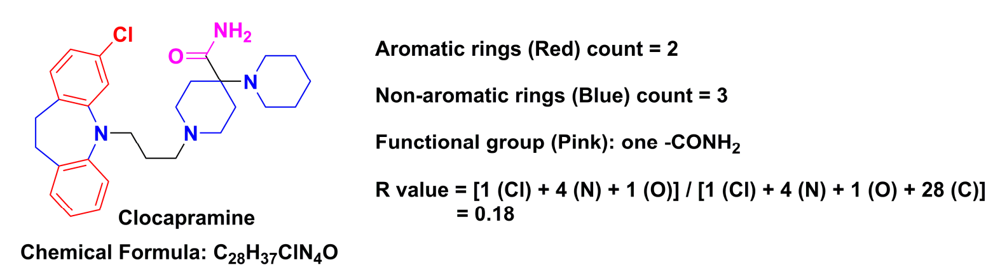 Cl
NH₂
O
N
N
N
Clocapramine
Chemical Formula: C₂₈H₃₇ClN₄O
Aromatic rings (Red) count = 2
Non-aromatic rings (Blue) count = 3
Functional group (Pink): one -CONH₂
R value = [1 (Cl) + 4 (N) + 1 (O)] / [1 (Cl) + 4 (N) + 1 (O) + 28 (C)]
= 0.18